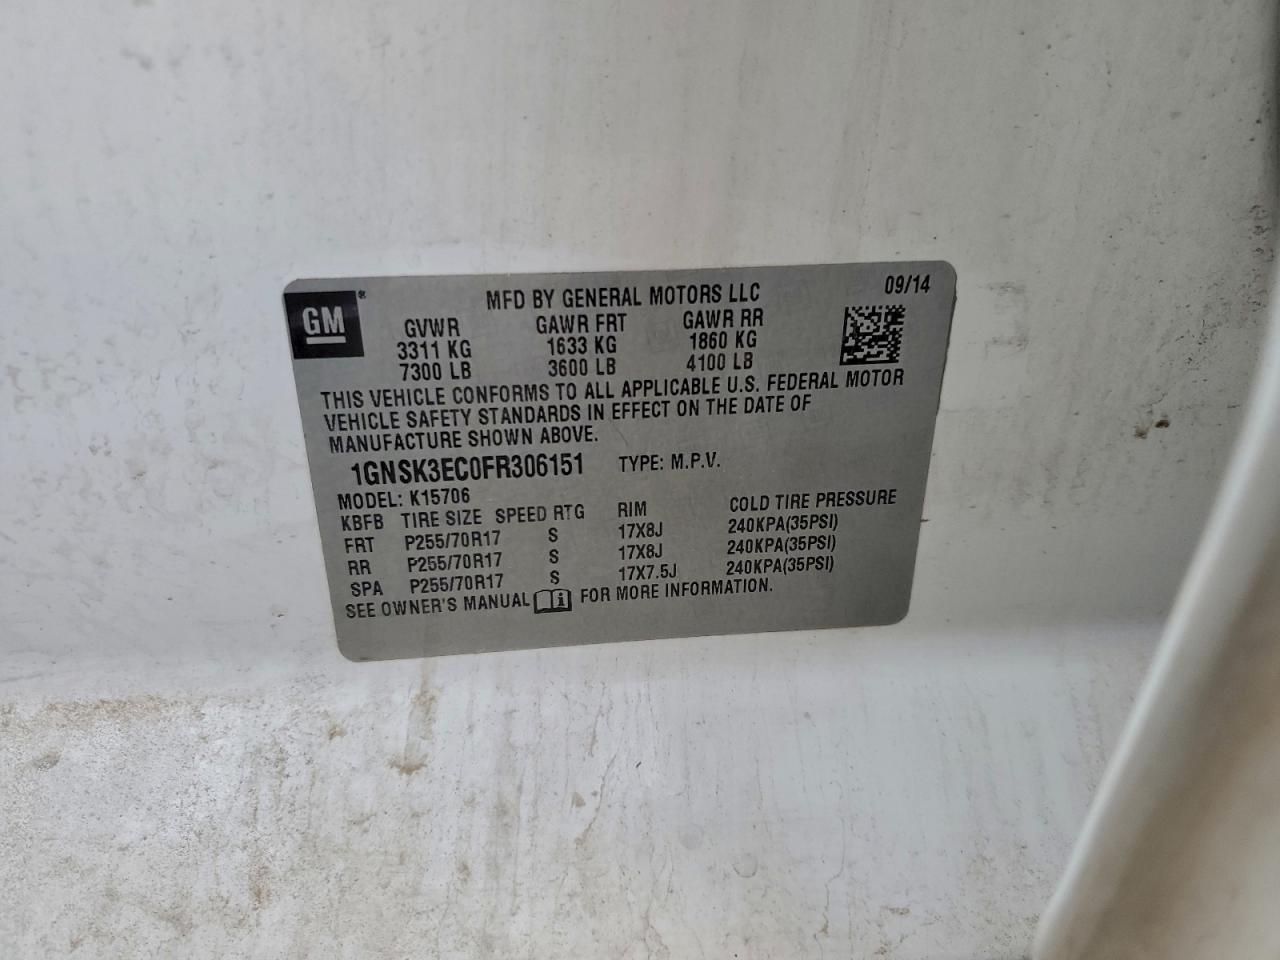 GM®
MFD BY GENERAL MOTORS LLC 09/14
GVWR GAWR FRT GAWR RR
3311 KG 1633 KG 1860 KG
7300 LB 3600 LB 4100 LB
THIS VEHICLE CONFORMS TO ALL APPLICABLE U.S. FEDERAL MOTOR
VEHICLE SAFETY STANDARDS IN EFFECT ON THE DATE OF
MANUFACTURE SHOWN ABOVE.
1GNSK3EC0FR306151 TYPE: M.P.V.
MODEL: K15706
KBFB TIRE SIZE SPEED RTG RIM COLD TIRE PRESSURE
FRT P255/70R17 S 17X8J 240KPA(35PSI)
RR P255/70R17 S 17X8J 240KPA(35PSI)
SPA P255/70R17 S 17X7.5J 240KPA(35PSI)
SEE OWNER'S MANUAL FOR MORE INFORMATION.